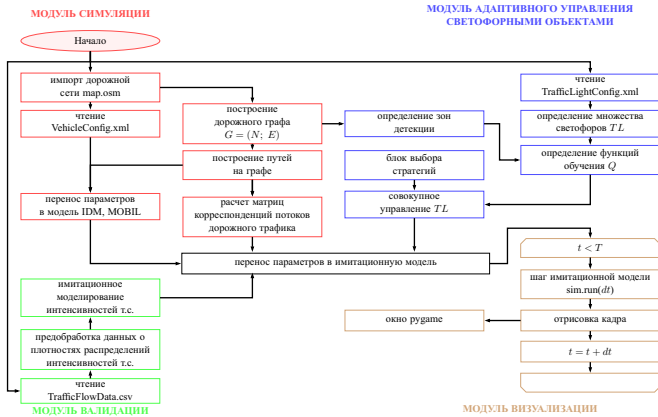 МОДУЛЬ СИМУЛЯЦИИ
МОДУЛЬ АДАПТИВНОГО УПРАВЛЕНИЯ
СВЕТОФОРНЫМИ ОБЪЕКТАМИ
Начало
импорт дорожной
сети map.osm
чтение
VehicleConfig.xml
построение
дорожного графа
G = (N; E)
построение путей
на графе
перенос параметров
в модель IDM, MOBIL
расчет матриц
корреспонденций потоков
дорожного трафика
определение зон
детекции
блок выбора
стратегий
совокупное
управление TL
чтение
TrafficLightConfig.xml
определение множества
светофоров TL
определение функций
обучения Q
перенос параметров в имитационную модель
t < T
шаг имитационной модели
sim.run(dt)
отрисовка кадра
окно pygame
t = t + dt
имитационное
моделирование
интенсивностей т.с.
предобработка данных о
плотностях распределений
интенсивностей т.с.
чтение
TrafficFlowData.csv
МОДУЛЬ ВАЛИДАЦИИ
МОДУЛЬ ВИЗУАЛИЗАЦИИ